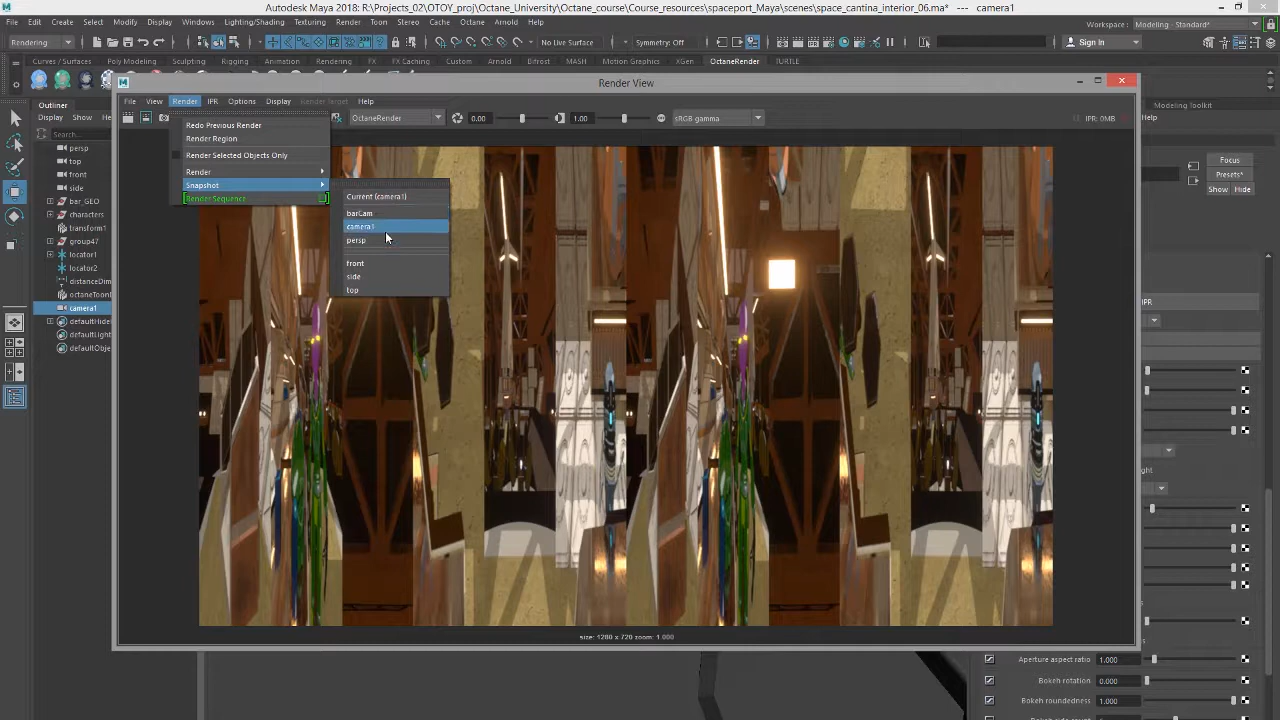 Autodesk Maya 2018: R:\Projects_02\OTOY_proj\Octane_University\Octane_course\Course_resources\spaceport_Maya\scenes\space_cantina_interior_06.ma* --- camera1
File Edit Create Select Modify Display Windows Lighting/Shading Texturing Render Toon Stereo Cache Octane Arnold Help
Workspace : Modeling - Standard*
Rendering
No Live Surface
Symmetry: Off
Sign In
Curves / Surfaces Poly Modeling Sculpting Rigging Animation Rendering FX FX Caching Custom Arnold Bifrost MASH Motion Graphics XGen OctaneRender TURTLE
Render View
Outliner
Display Show
Search...
persp
top
front
side
bar_GEO
characters
transform1
group47
locator1
locator2
distanceDim
octaneToonL
camera1
defaultHide
defaultLight
defaultObje
File View Render IPR Options Display Render Target Help
OctaneRender
0.00
1.00
sRGB gamma
IPR: 0MB
Redo Previous Render
Render Region
Render Selected Objects Only
Render
Snapshot
Render Sequence
Current (camera1)
barCam
camera1
persp
front
side
top
size: 1280 x 720 zoom: 1.000
Modeling Toolkit
Help
Focus
Presets*
Show Hide
IPR
ght
Aperture aspect ratio 1.000
Bokeh rotation 0.000
Bokeh roundedness 1.000